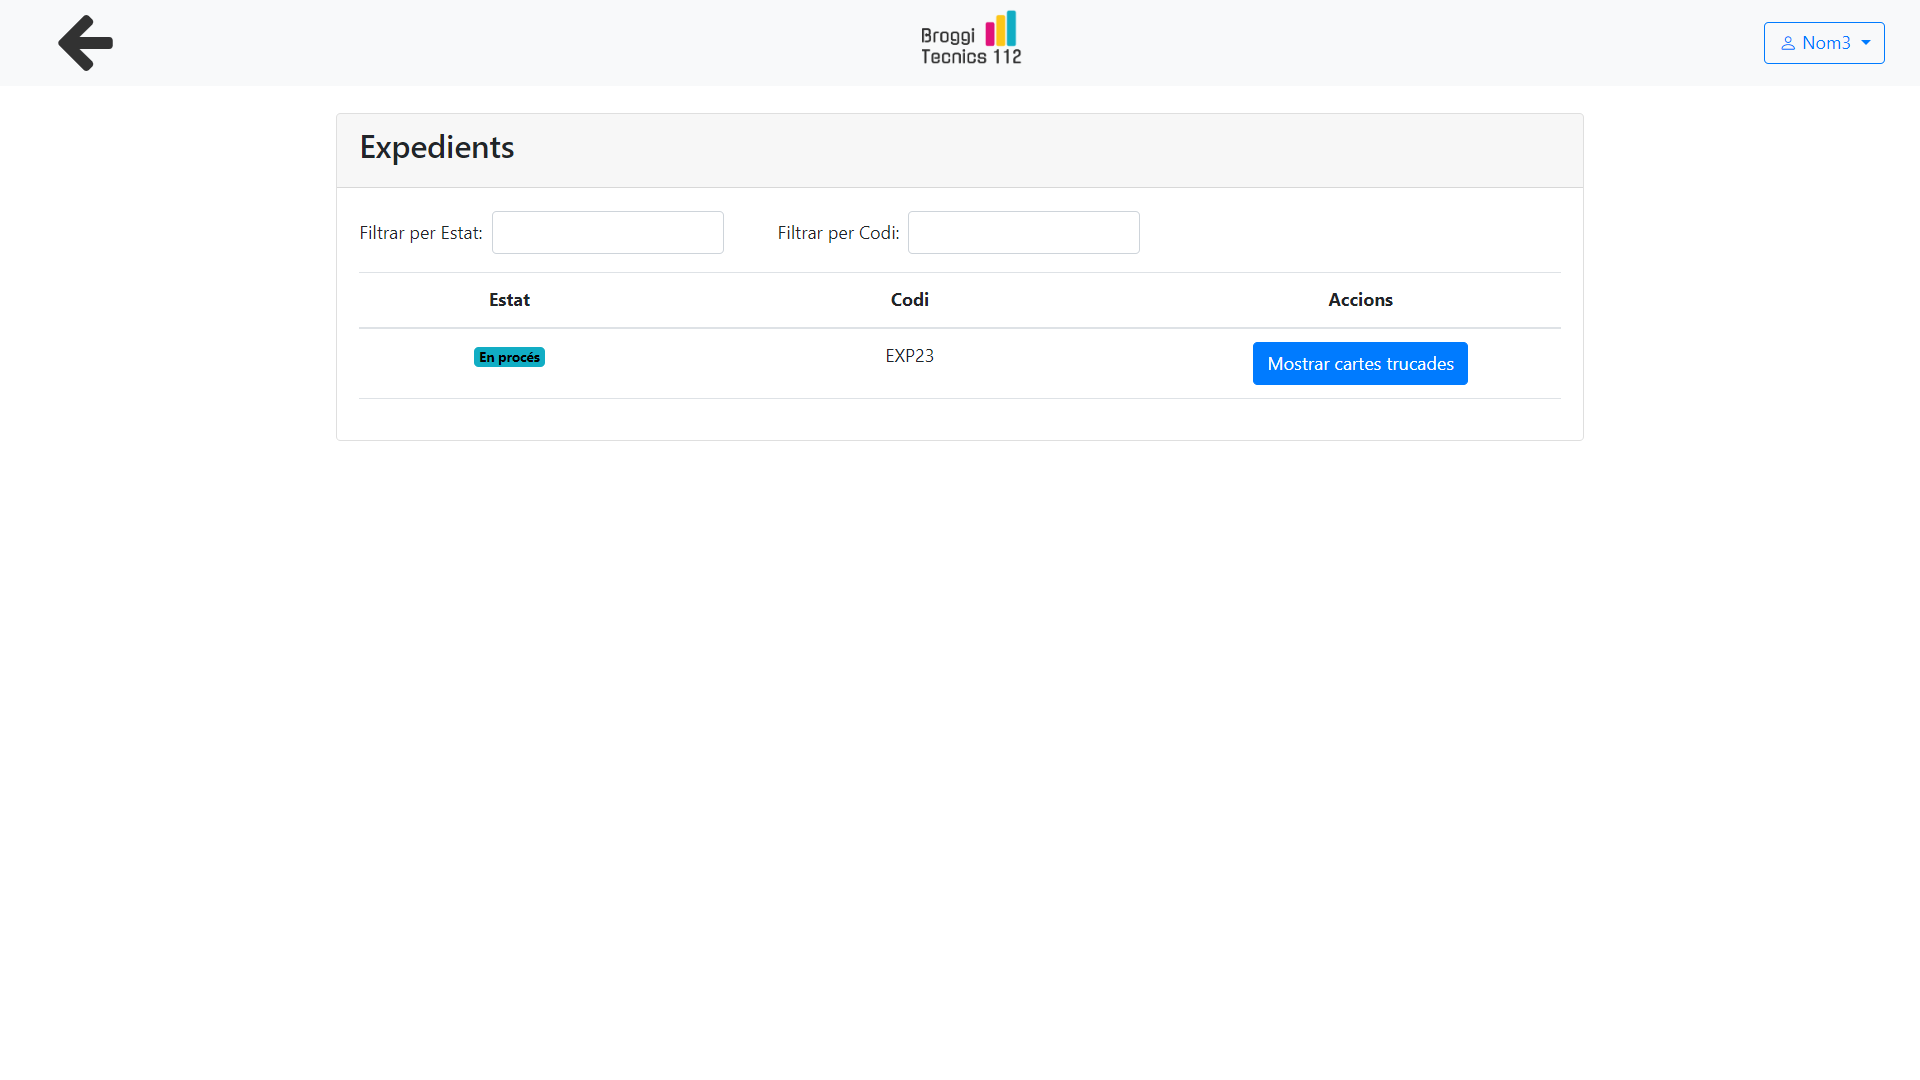 Broggi
Tecnics 112
Nom3
Expedients
Filtrar per Estat:
Filtrar per Codi:
Estat Codi Accions
En procés EXP23 Mostrar cartes trucades